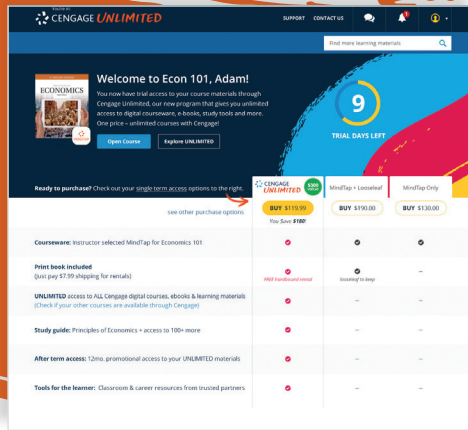 CENGAGE UNLIMITED
SUPPORT CONTACT US
Find more learning materials
ECONOMICS
Welcome to Econ 101, Adam!
You now have trial access to your course materials through
Cengage Unlimited, our new program that gives you unlimited
access to digital courseware, e-books, study tools and more.
One price – unlimited courses with Cengage!
Open Course Explore UNLIMITED
9
TRIAL DAYS LEFT
Ready to purchase? Check out your single term access options to the right.
see other purchase options
CENGAGE
UNLIMITED
MindTap + Looseleaf
MindTap Only
BUY $119.99
BUY $190.00
BUY $130.00
You Save $180!
Courseware: Instructor selected MindTap for Economics 101
Print book included
(Just pay $7.99 shipping for rentals)
FREE hardbound rental
looseleaf to keep
–
UNLIMITED access to ALL Cengage digital courses, ebooks & learning materials
(Check if your other courses are available through Cengage)
– –
Study guide: Principles of Economics + access to 100+ more
– –
After term access: 12mo. promotional access to your UNLIMITED materials
– –
Tools for the learner: Classroom & career resources from trusted partners
– –